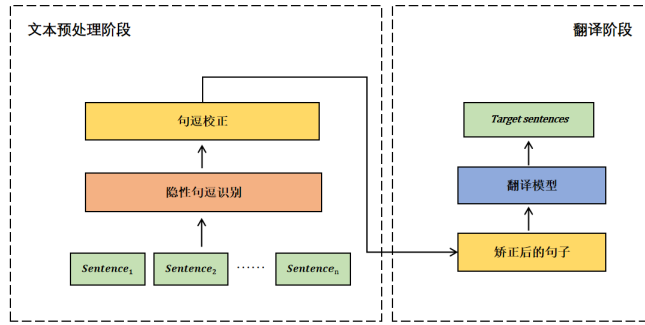 文本预处理阶段
句逗校正
隐性句逗识别
Sentence₁
Sentence₂
······
Sentenceₙ
翻译阶段
Target sentences
翻译模型
矫正后的句子